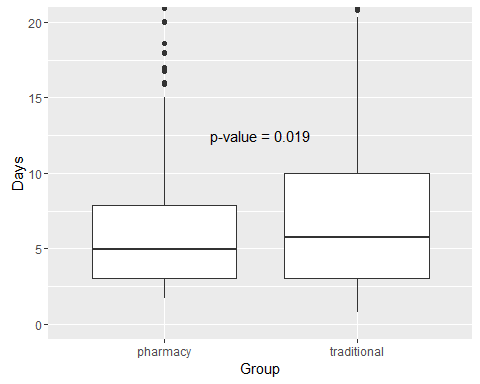 20
15
p-value = 0.019
Days
10
5
0
pharmacy traditional
Group